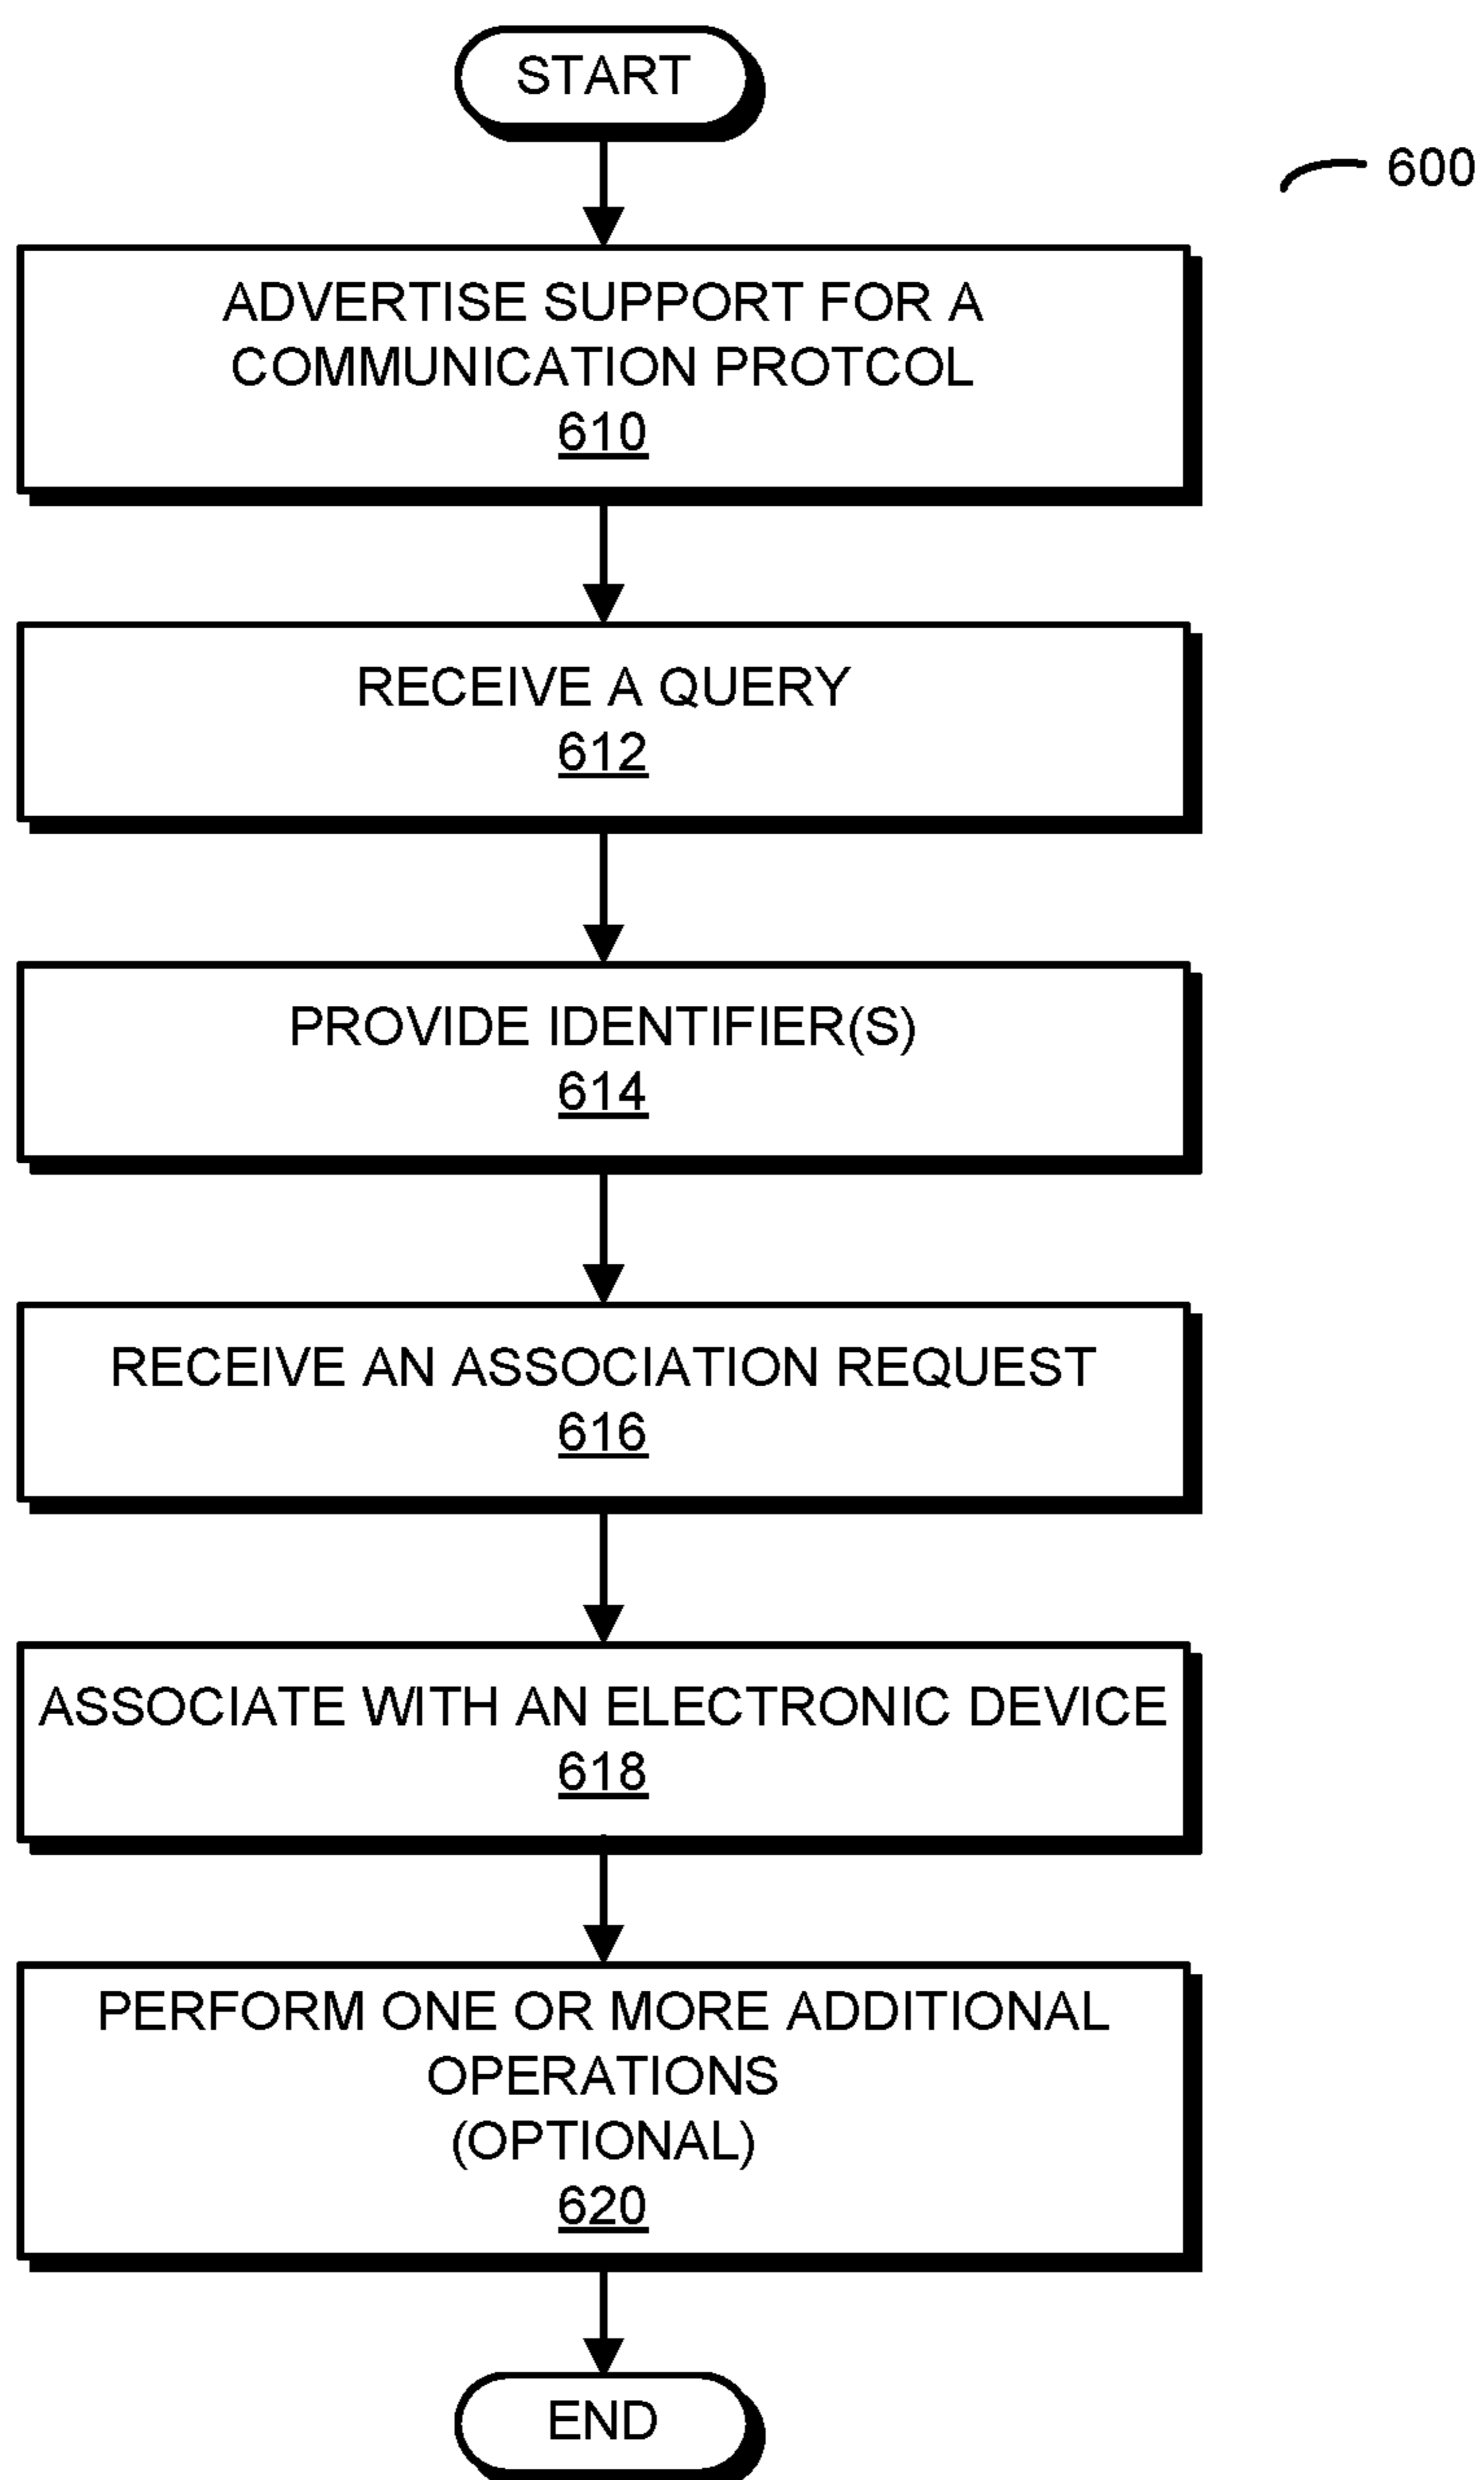 START
600
ADVERTISE SUPPORT FOR A
COMMUNICATION PROTCOL
610
RECEIVE A QUERY
612
PROVIDE IDENTIFIER(S)
614
RECEIVE AN ASSOCIATION REQUEST
616
ASSOCIATE WITH AN ELECTRONIC DEVICE
618
PERFORM ONE OR MORE ADDITIONAL
OPERATIONS
(OPTIONAL)
620
END